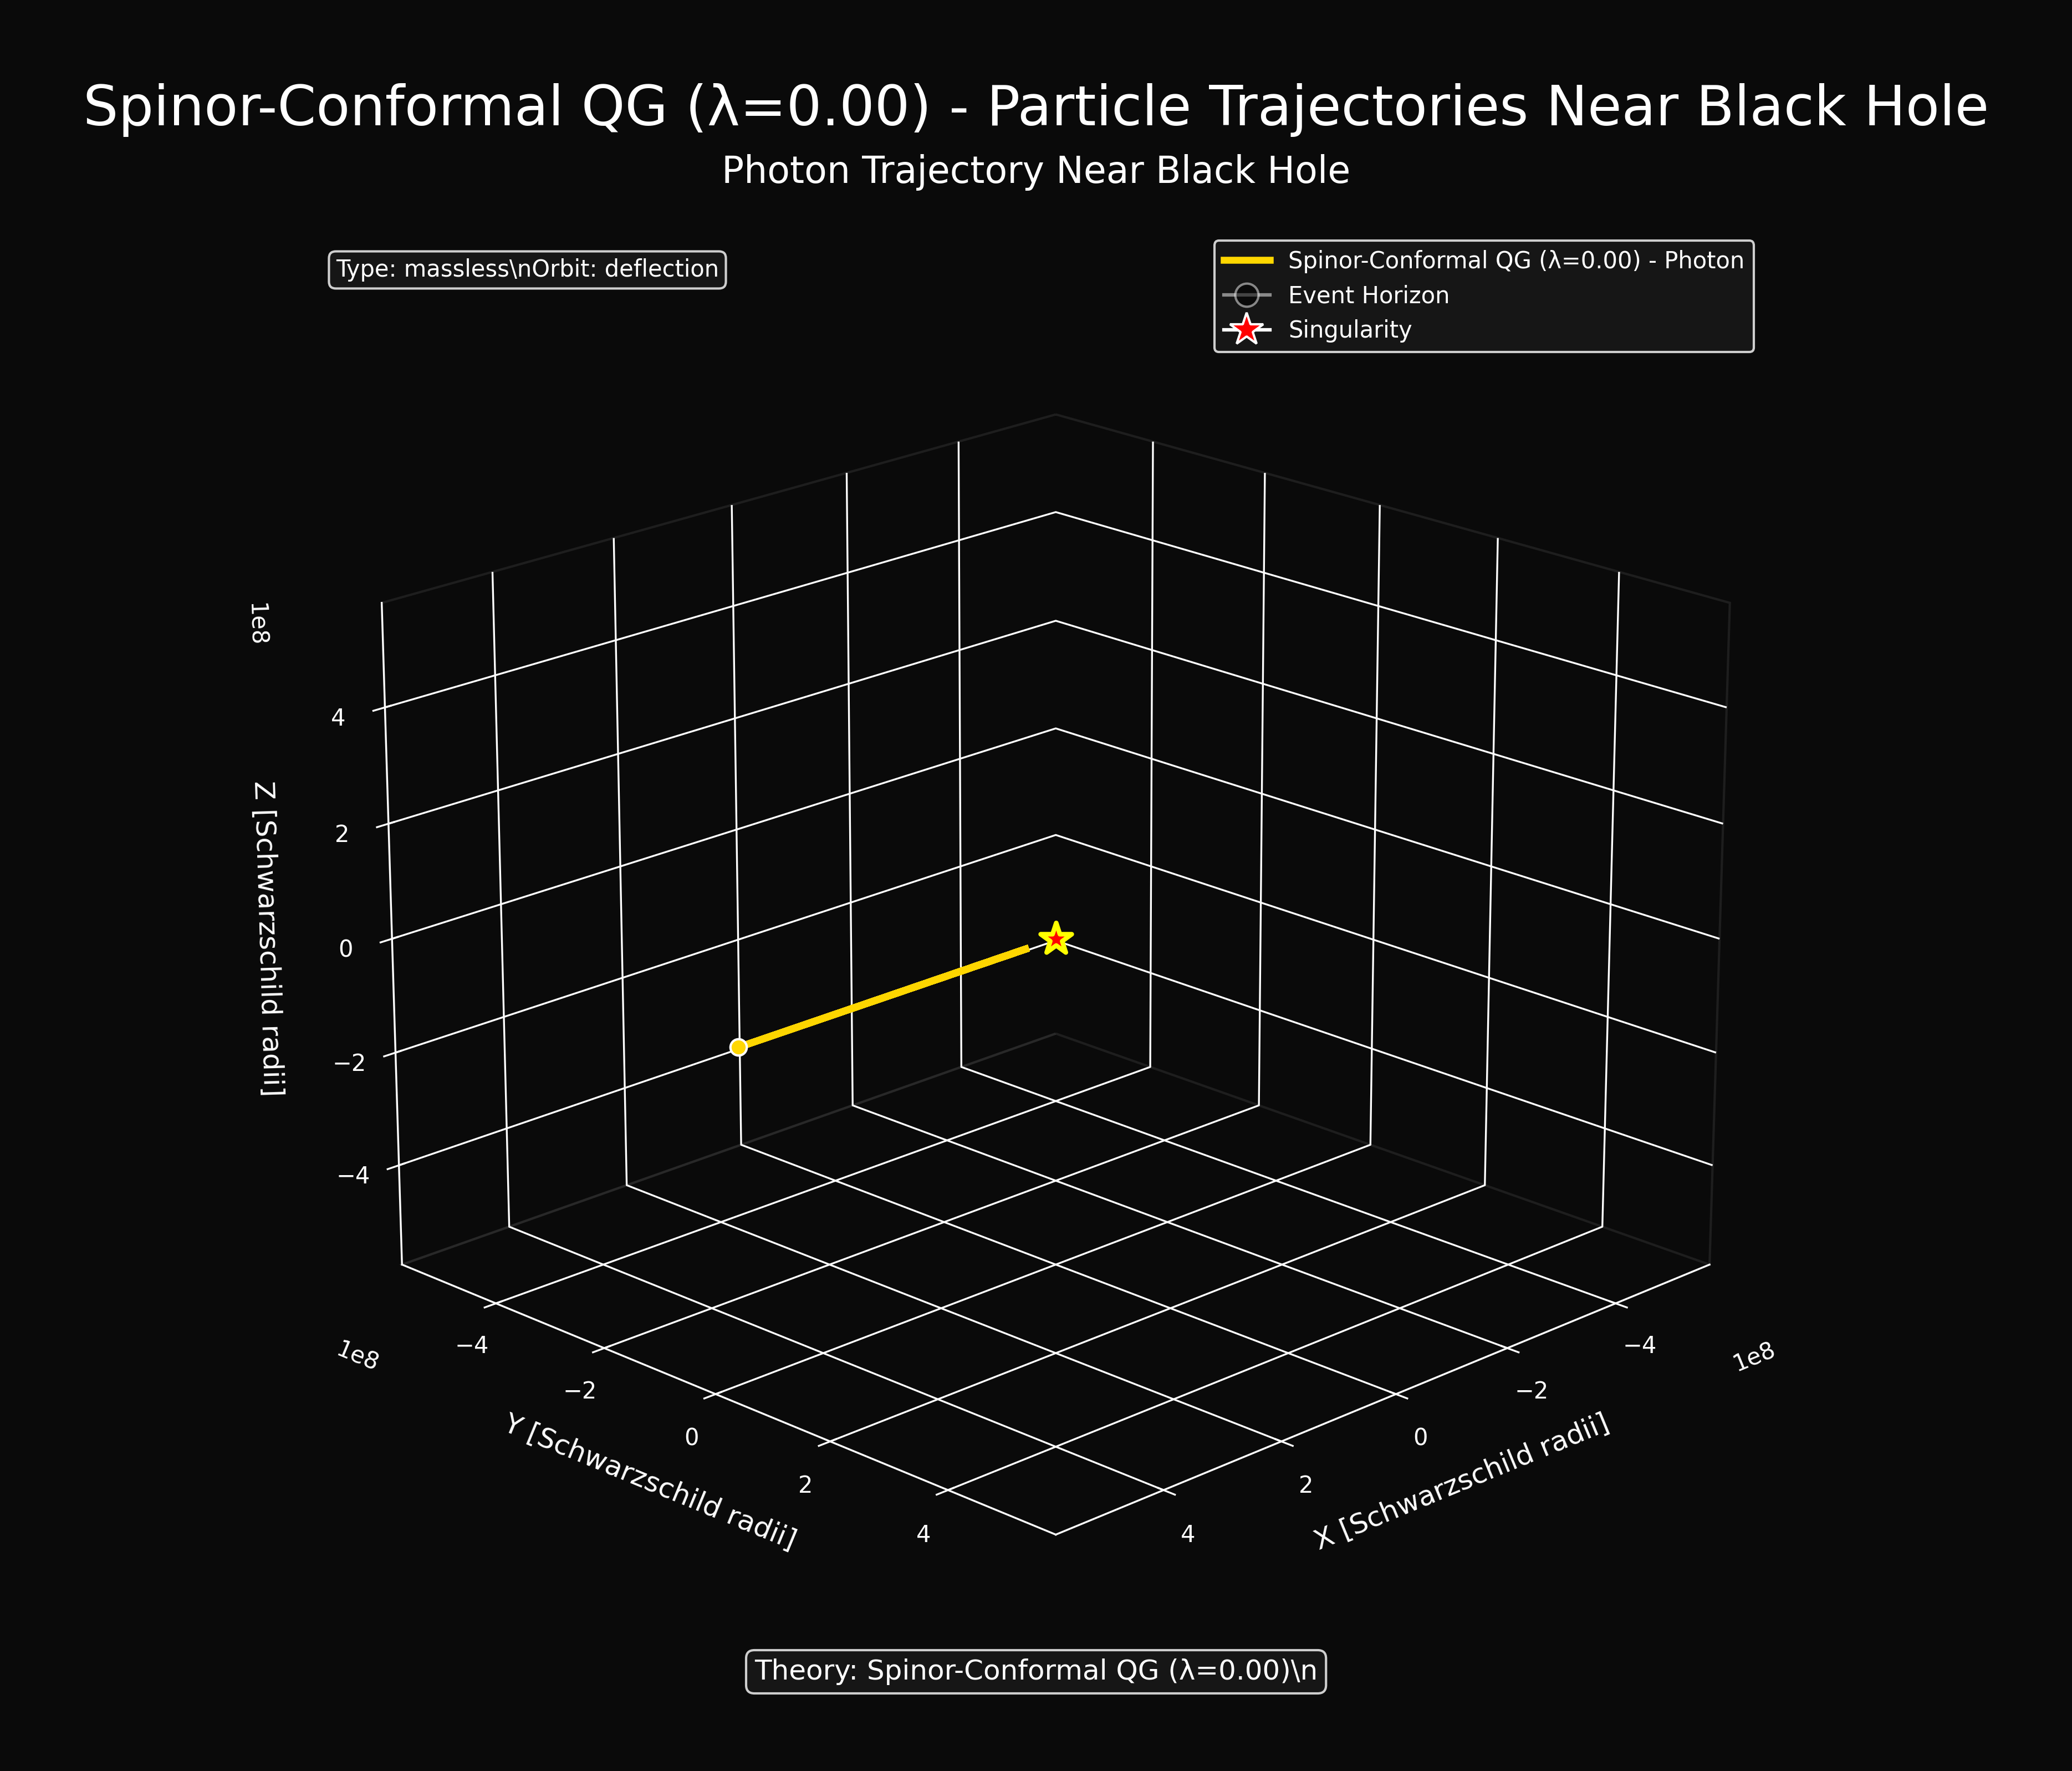 Spinor-Conformal QG (λ=0.00) - Particle Trajectories Near Black Hole
Photon Trajectory Near Black Hole
Type: massless\nOrbit: deflection
Spinor-Conformal QG (λ=0.00) - Photon
Event Horizon
Singularity
1e8
4
2
0
−2
−4
Z [Schwarzschild radii]
1e8
−4
−2
0
2
4
Y [Schwarzschild radii]
4
2
0
−2
−4
1e8
X [Schwarzschild radii]
Theory: Spinor-Conformal QG (λ=0.00)\n